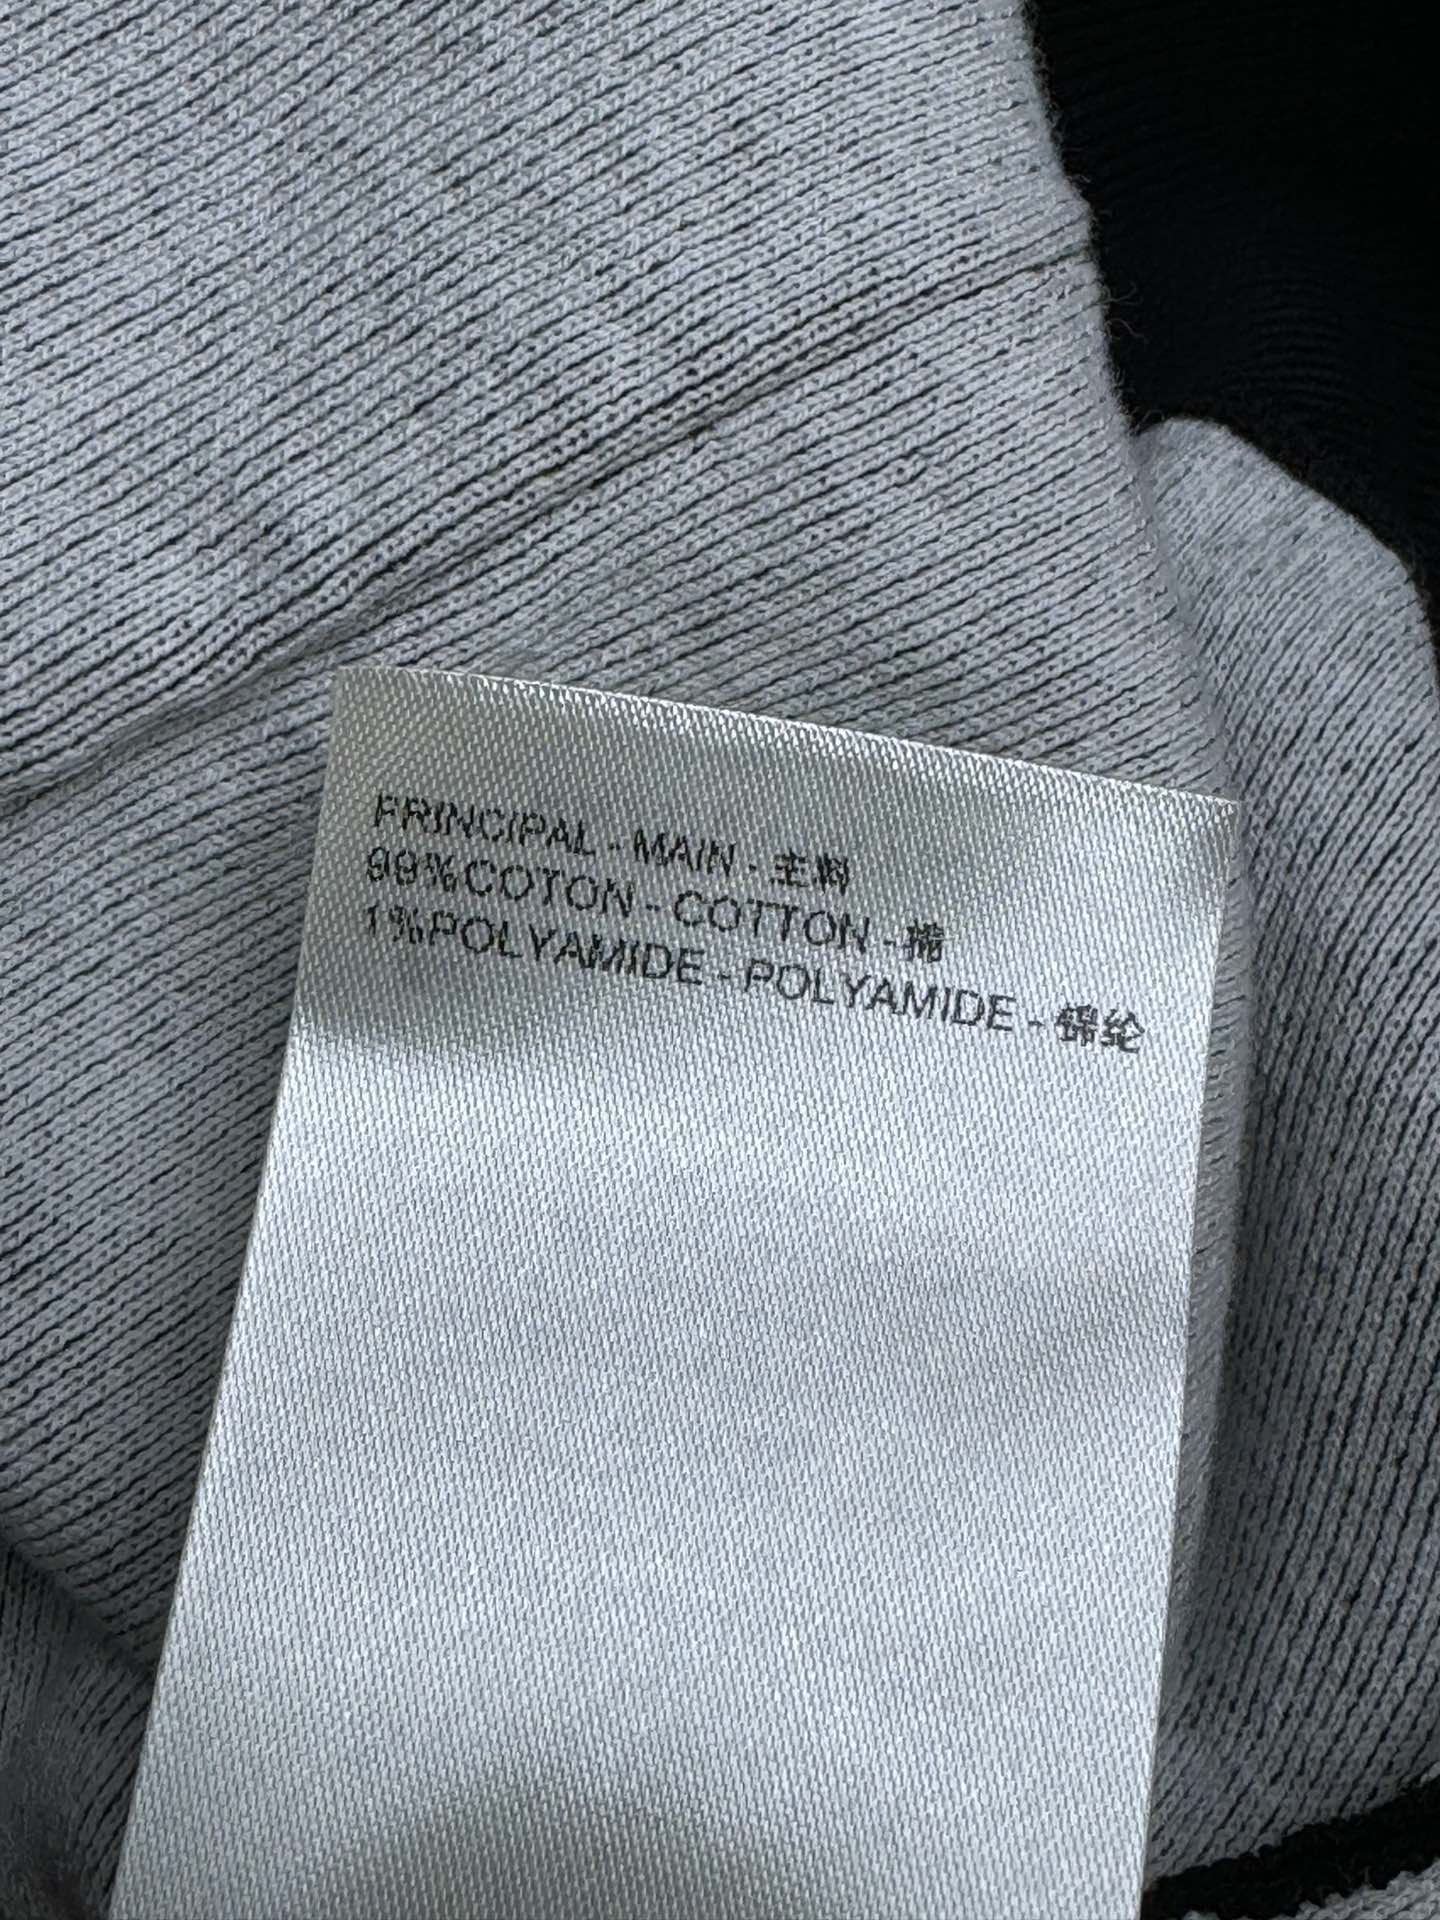 PRINCIPAL - MAIN - 主料
99%COTON - COTTON - 棉
1%POLYAMIDE - POLYAMIDE - 锦纶